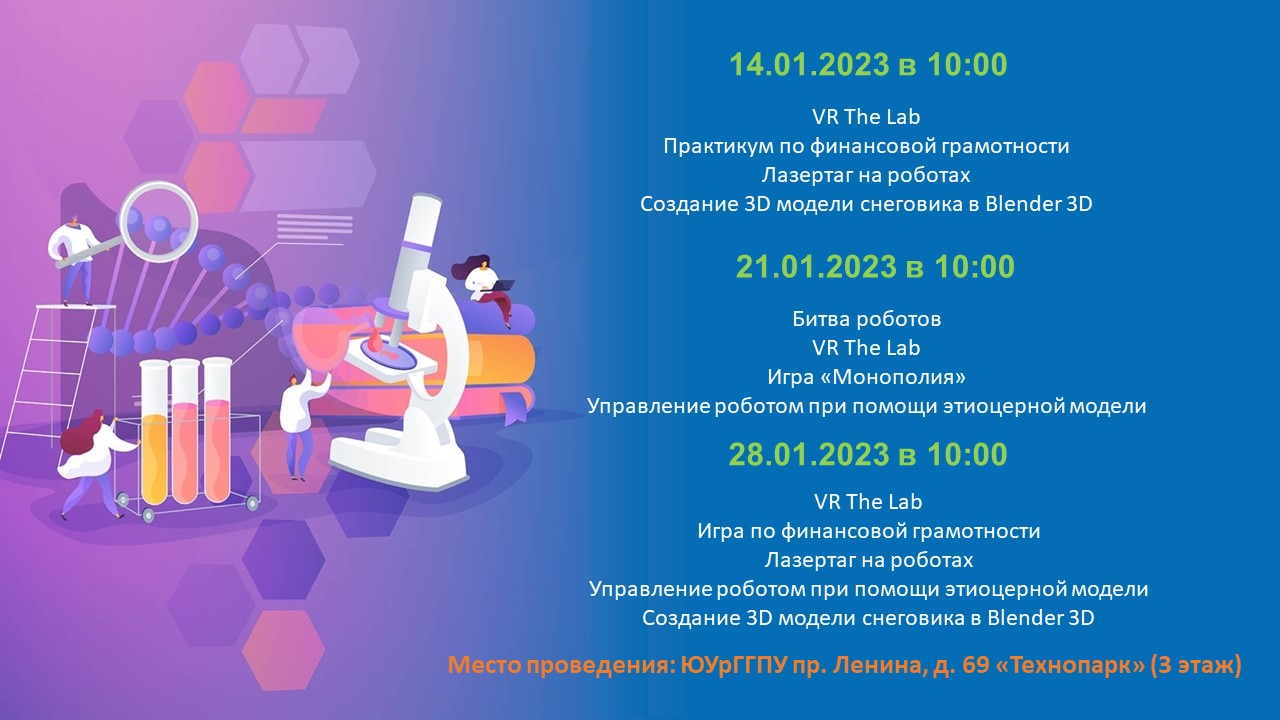 14.01.2023 в 10:00
VR The Lab
Практикум по финансовой грамотности
Лазертаг на роботах
Создание 3D модели снеговика в Blender 3D
21.01.2023 в 10:00
Битва роботов
VR The Lab
Игра «Монополия»
Управление роботом при помощи этиоцерной модели
28.01.2023 в 10:00
VR The Lab
Игра по финансовой грамотности
Лазертаг на роботах
Управление роботом при помощи этиоцерной модели
Создание 3D модели снеговика в Blender 3D
Место проведения: ЮУрГГПУ пр. Ленина, д. 69 «Технопарк» (3 этаж)